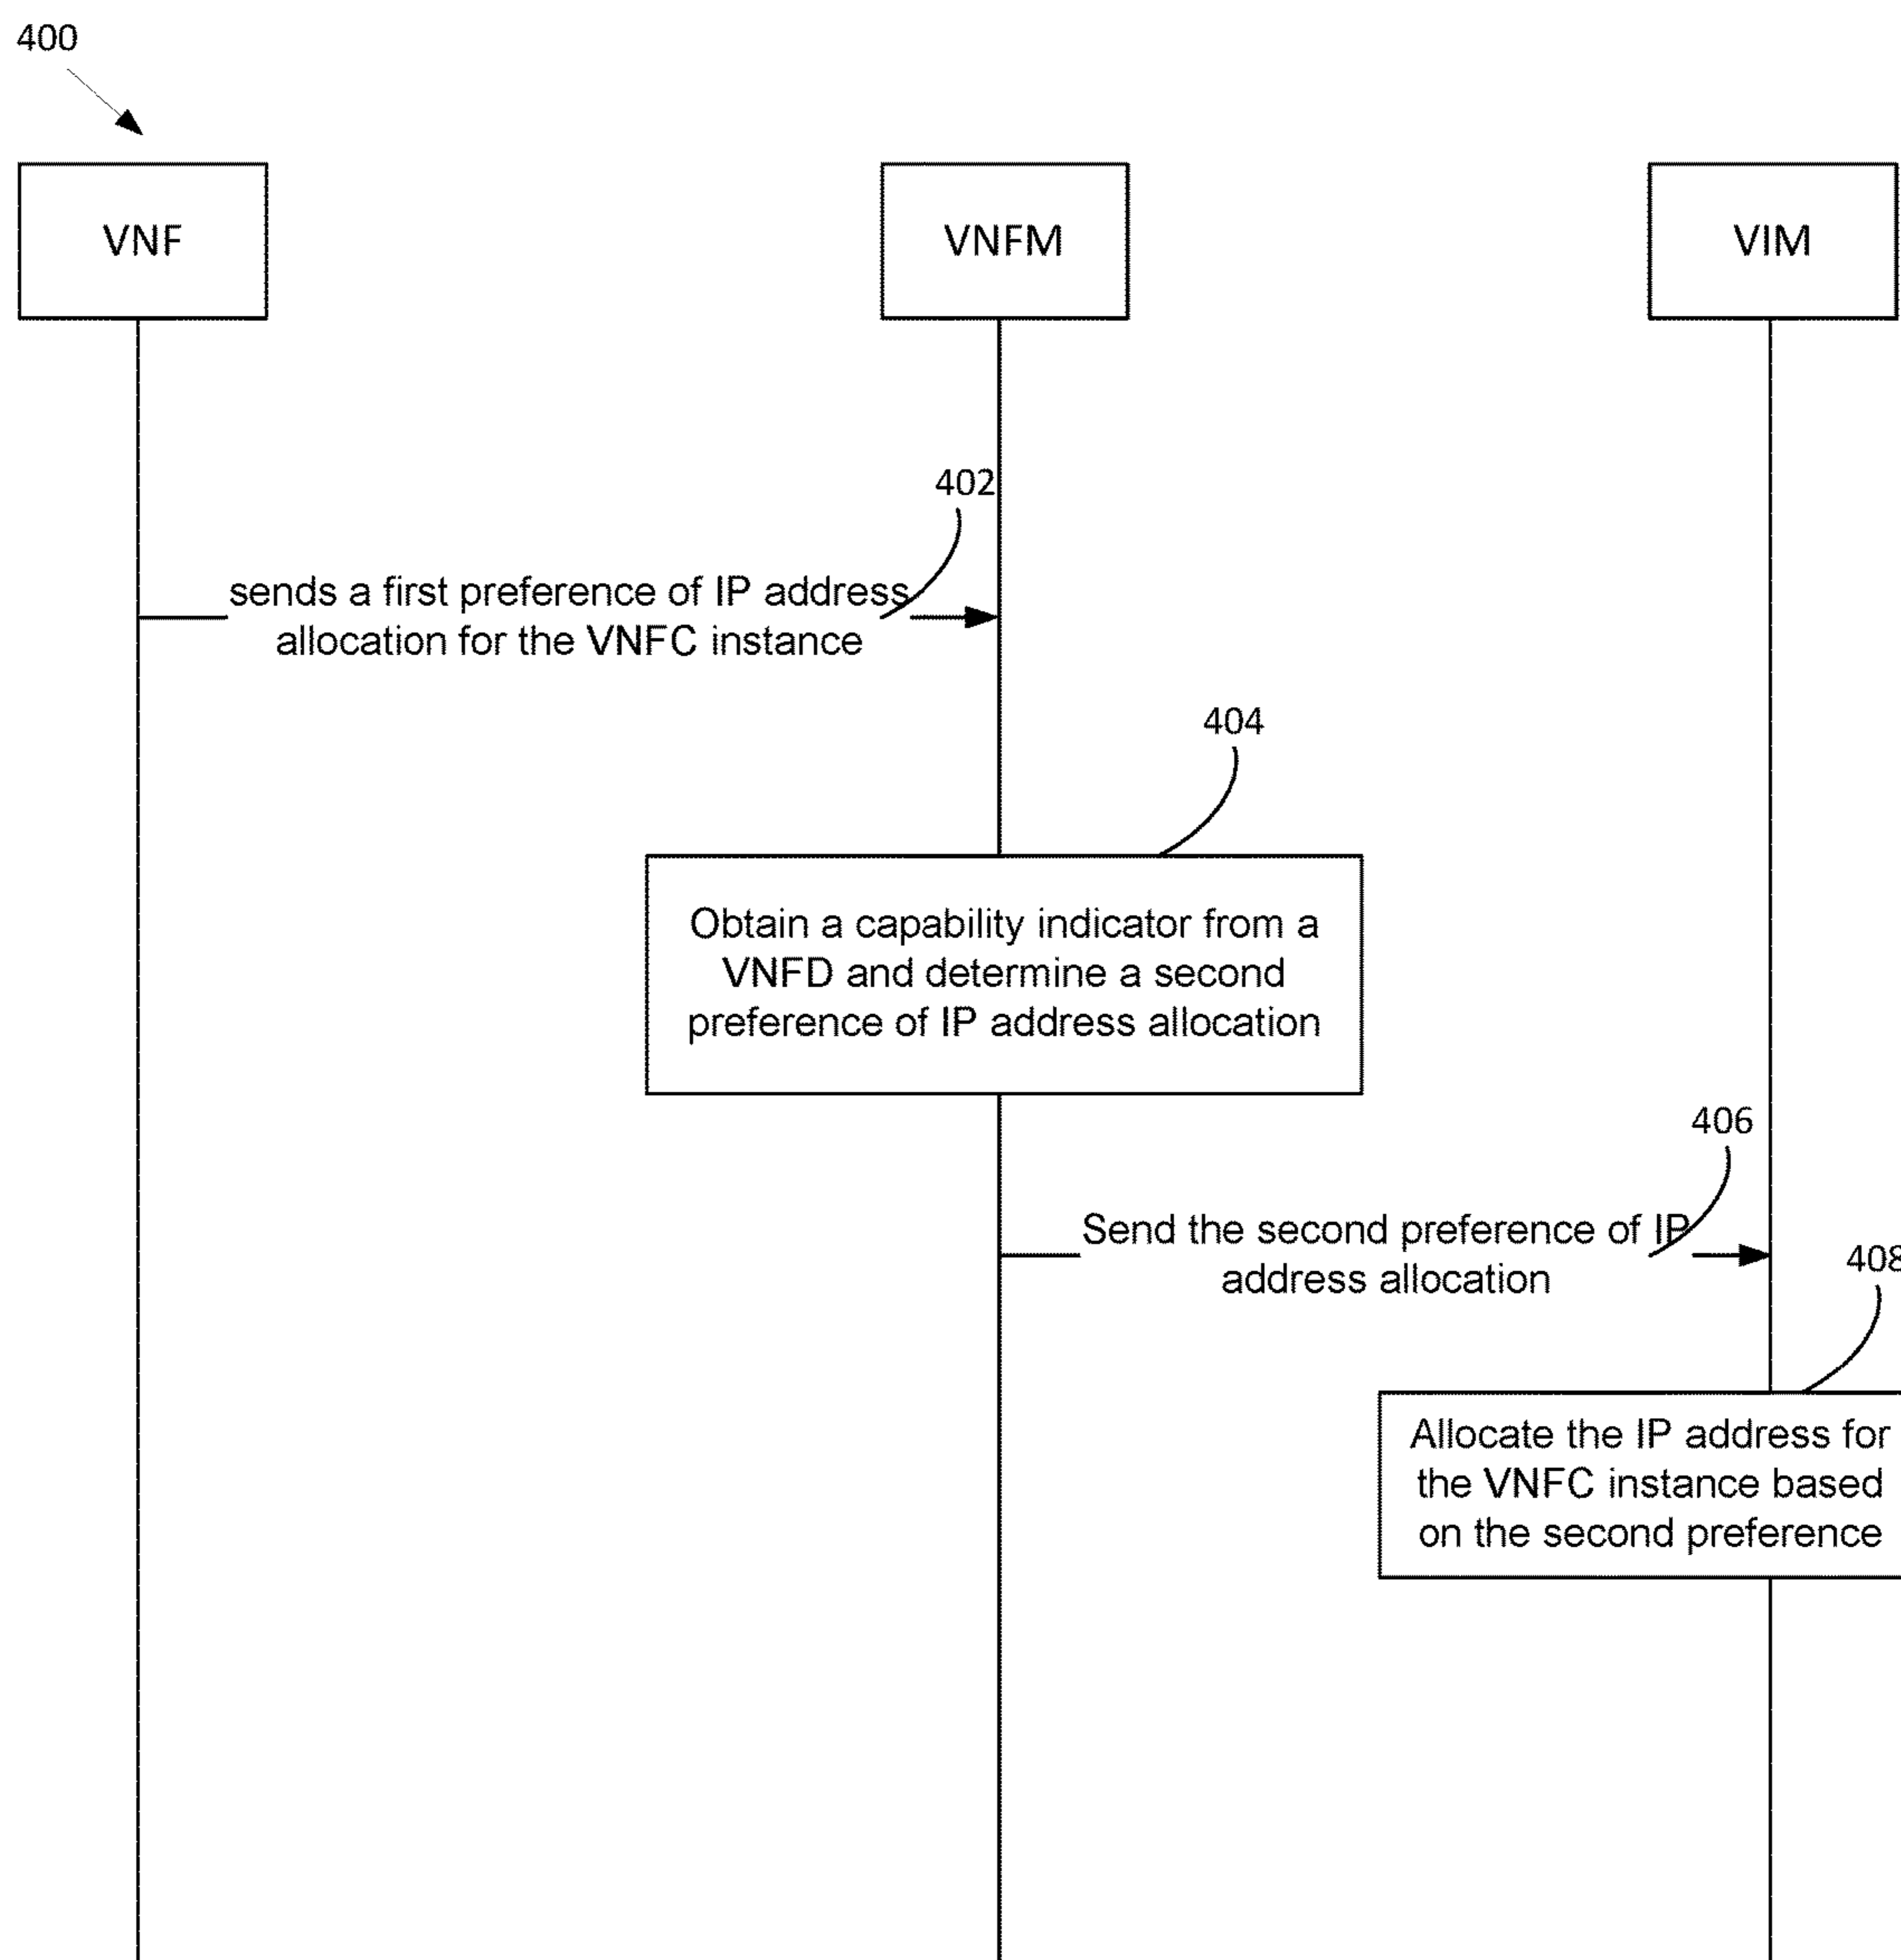 400
VNF
VNFM
VIM
402
sends a first preference of IP address
allocation for the VNFC instance
404
Obtain a capability indicator from a
VNFD and determine a second
preference of IP address allocation
406
Send the second preference of IP
address allocation
408
Allocate the IP address for
the VNFC instance based
on the second preference